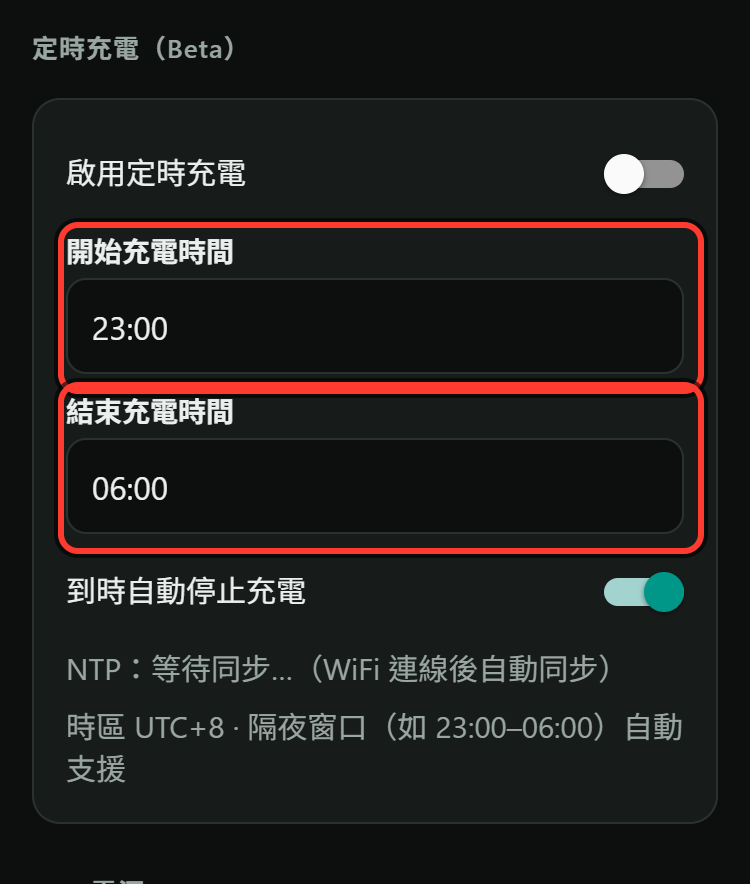 定時充電（Beta）
啟用定時充電
開始充電時間
23:00
結束充電時間
06:00
到時自動停止充電
NTP：等待同步...（WiFi 連線後自動同步）
時區 UTC+8 · 隔夜窗口（如 23:00–06:00）自動
支援